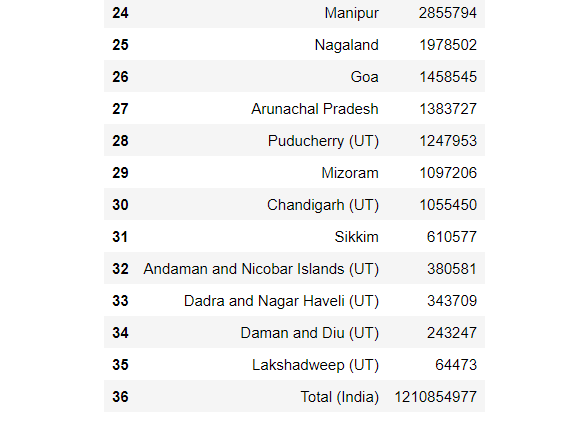 24 Manipur 2855794
25 Nagaland 1978502
26 Goa 1458545
27 Arunachal Pradesh 1383727
28 Puducherry (UT) 1247953
29 Mizoram 1097206
30 Chandigarh (UT) 1055450
31 Sikkim 610577
32 Andaman and Nicobar Islands (UT) 380581
33 Dadra and Nagar Haveli (UT) 343709
34 Daman and Diu (UT) 243247
35 Lakshadweep (UT) 64473
36 Total (India) 1210854977